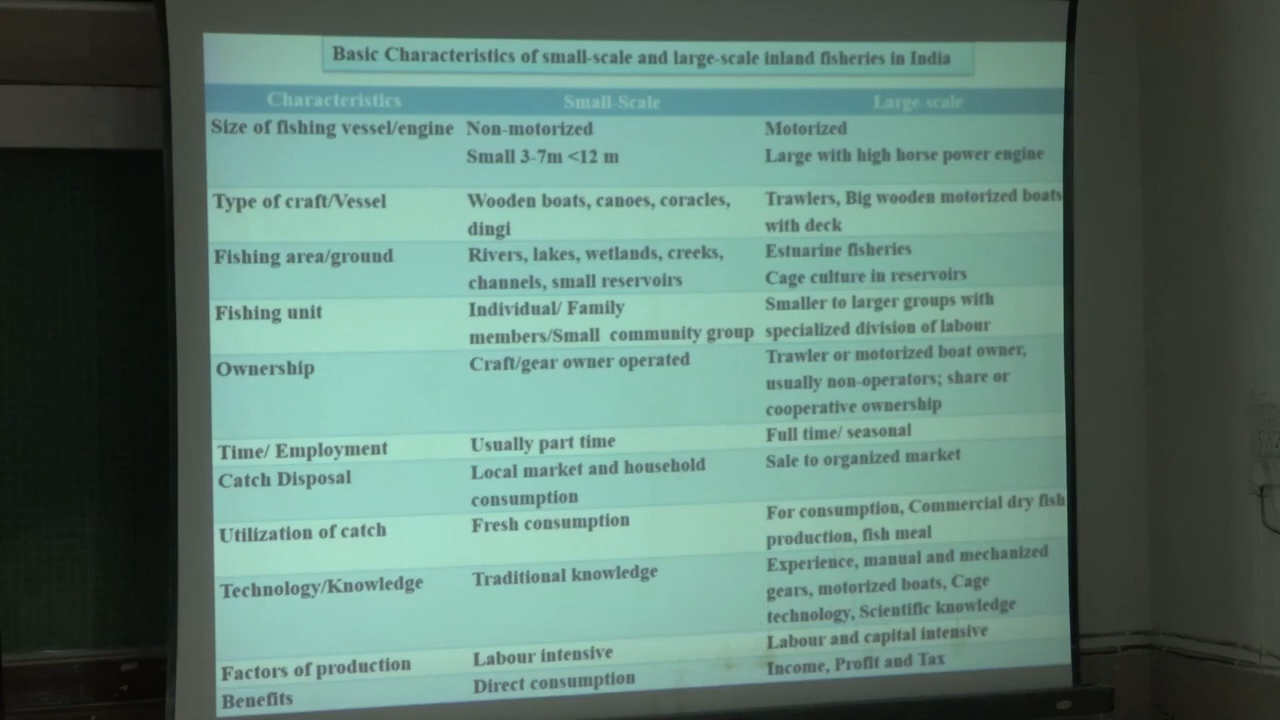 Basic Characteristics of small-scale and large-scale inland fisheries in India
Characteristics Small-Scale Large-scale
Size of fishing vessel/engine Non-motorized Motorized
Small 3-7m <12 m Large with high horse power engine
Type of craft/Vessel Wooden boats, canoes, coracles, Trawlers, Big wooden motorized boats
dingi with deck
Fishing area/ground Rivers, lakes, wetlands, creeks, Estuarine fisheries
channels, small reservoirs Cage culture in reservoirs
Fishing unit Individual/ Family Smaller to larger groups with
members/Small community group specialized division of labour
Ownership Craft/gear owner operated Trawler or motorized boat owner,
usually non-operators; share or
cooperative ownership
Time/ Employment Usually part time Full time/ seasonal
Catch Disposal Local market and household Sale to organized market
consumption
Utilization of catch Fresh consumption For consumption, Commercial dry fish
production, fish meal
Technology/Knowledge Traditional knowledge Experience, manual and mechanized
gears, motorized boats, Cage
technology, Scientific knowledge
Factors of production Labour intensive Labour and capital intensive
Benefits Direct consumption Income, Profit and Tax